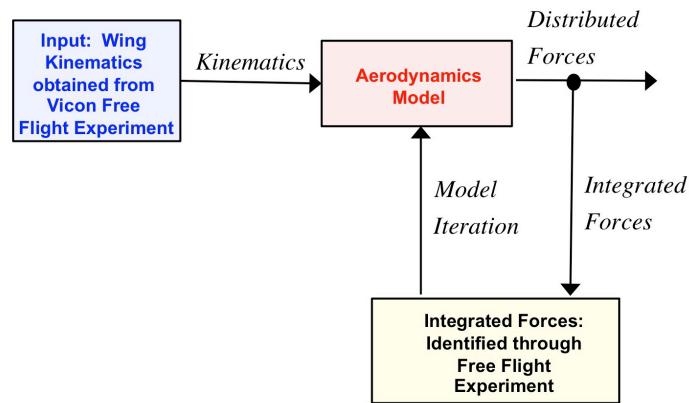 Input: Wing
Kinematics
obtained from
Vicon Free
Flight Experiment
Kinematics
Aerodynamics
Model
Distributed
Forces
Model
Iteration
Integrated
Forces
Integrated Forces:
Identified through
Free Flight
Experiment